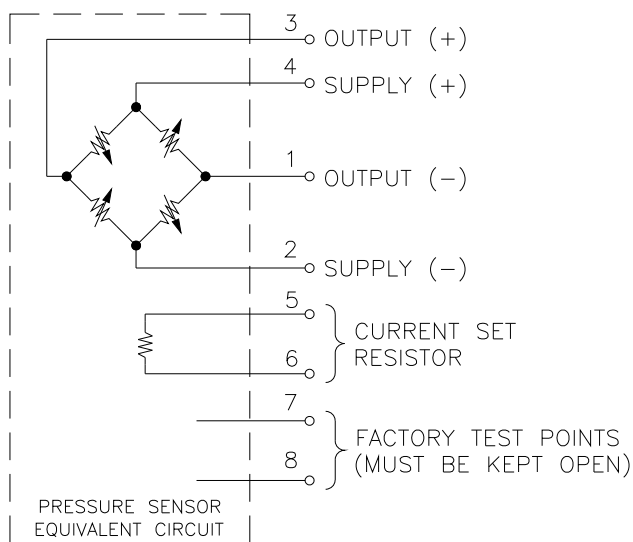 3 OUTPUT (+)
4 SUPPLY (+)
1 OUTPUT (-)
2 SUPPLY (-)
5
CURRENT SET
RESISTOR
6
7
FACTORY TEST POINTS
(MUST BE KEPT OPEN)
8
PRESSURE SENSOR
EQUIVALENT CIRCUIT